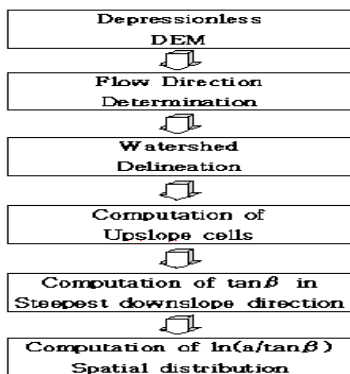 Depressionless
DEM
Flow Direction
Determination
Watershed
Delineation
Computation of
Upslope cells
Computation of tanβ in
Steepest downslope direction
Computation of ln(a/tanβ)
Spatial distribution